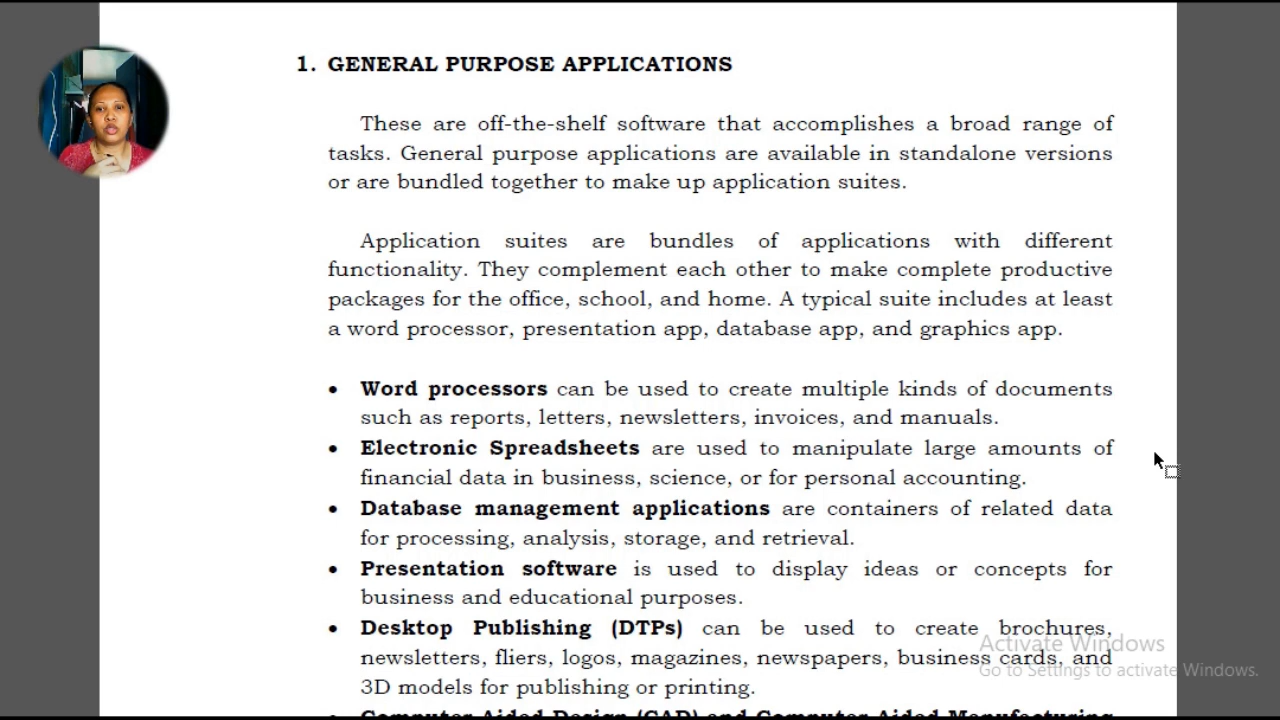 1. GENERAL PURPOSE APPLICATIONS
These are off-the-shelf software that accomplishes a broad range of
tasks. General purpose applications are available in standalone versions
or are bundled together to make up application suites.
Application suites are bundles of applications with different
functionality. They complement each other to make complete productive
packages for the office, school, and home. A typical suite includes at least
a word processor, presentation app, database app, and graphics app.
• Word processors can be used to create multiple kinds of documents
such as reports, letters, newsletters, invoices, and manuals.
• Electronic Spreadsheets are used to manipulate large amounts of
financial data in business, science, or for personal accounting.
• Database management applications are containers of related data
for processing, analysis, storage, and retrieval.
• Presentation software is used to display ideas or concepts for
business and educational purposes.
• Desktop Publishing (DTPs) can be used to create brochures,
newsletters, fliers, logos, magazines, newspapers, business cards, and
3D models for publishing or printing.
• Computer Aided Design (CAD) and Computer Aided Manufacturing
Activate Windows
Go to Settings to activate Windows.